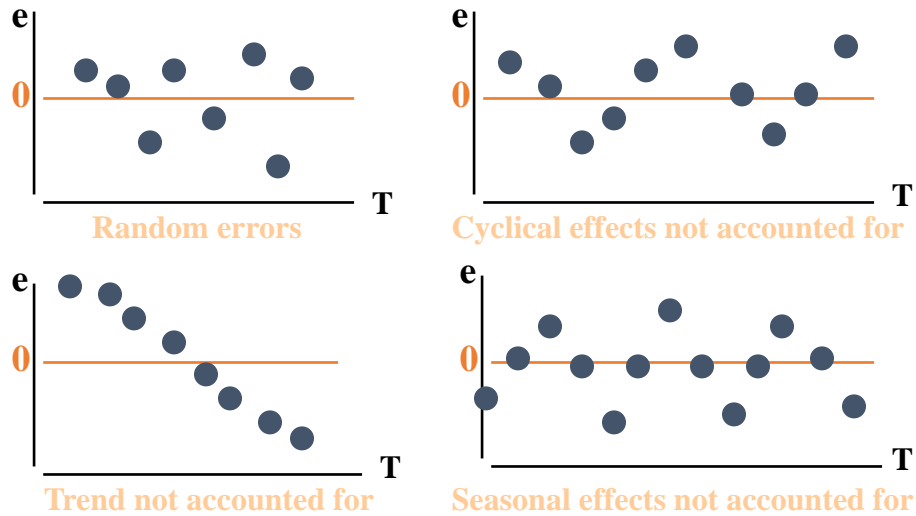 e
0
T
Random errors
e
0
T
Cyclical effects not accounted for
e
0
T
Trend not accounted for
e
0
T
Seasonal effects not accounted for